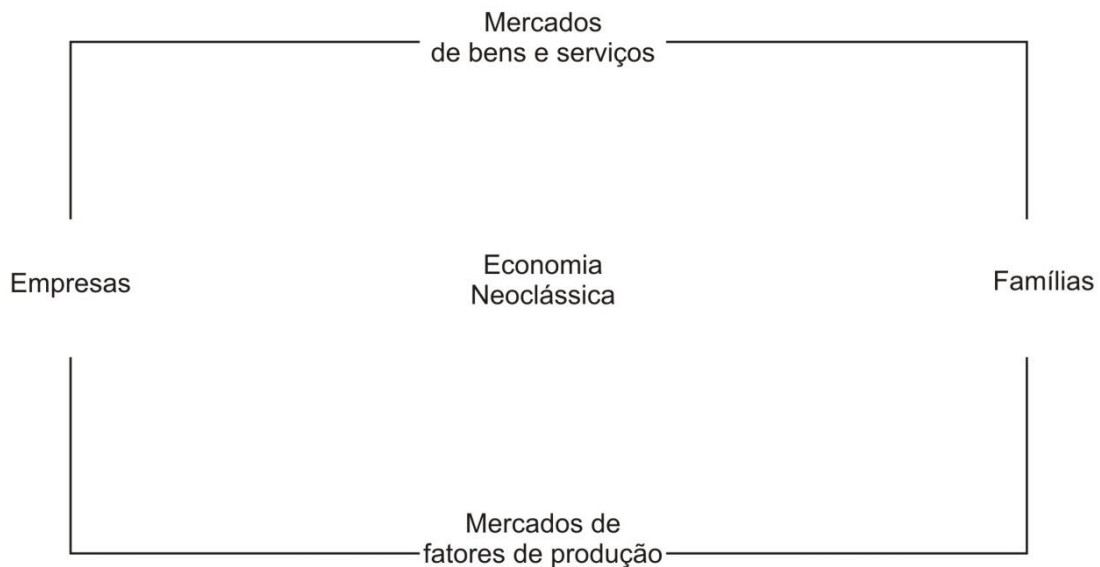 Mercados
de bens e serviços
Empresas
Economia
Neoclássica
Famílias
Mercados de
fatores de produção